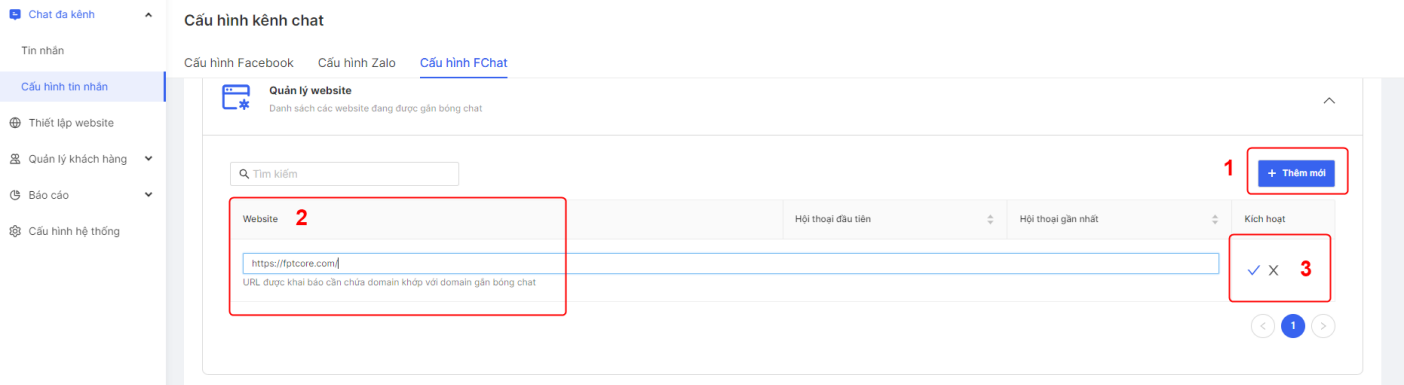 Chat đa kênh
Tin nhắn
Cấu hình tin nhắn
Thiết lập website
Quản lý khách hàng
Báo cáo
Cấu hình hệ thống
Cấu hình kênh chat
Cấu hình Facebook
Cấu hình Zalo
Cấu hình FChat
Quản lý website
Danh sách các website đang được gắn bóng chat
Tìm kiếm
1
+ Thêm mới
Website
2
Hội thoại đầu tiên
Hội thoại gần nhất
Kích hoạt
https://fptcore.com/
URL được khai báo cần chứa domain khớp với domain gắn bóng chat
3
1